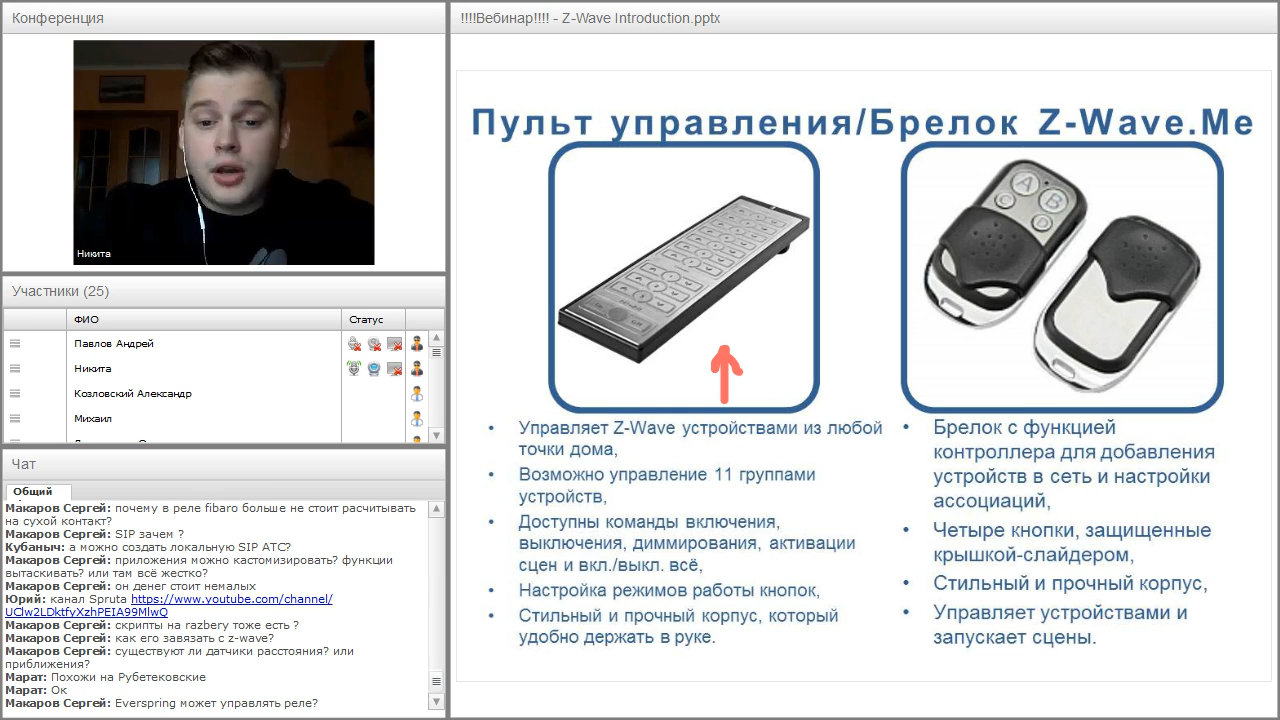 Конференция
Никита
Участники (25)
ФИО
Статус
Павлов Андрей
Никита
Козловский Александр
Михаил
Чат
Общий
Макаров Сергей: почему в реле fibaro больше не стоит расчитывать
на сухой контакт?
Макаров Сергей: SIP зачем ?
Кубаныч: а можно создать локальную SIP АТС?
Макаров Сергей: приложения можно кастомизировать? функции
вытаскивать? или там всё жестко?
Макаров Сергей: он денег стоит немалых
Юрий: канал Spruta https://www.youtube.com/channel/
UClw2LDktfyXzhPEIA99MlwQ
Макаров Сергей: скрипты на razbery тоже есть ?
Макаров Сергей: как его завязать с z-wave?
Макаров Сергей: существуют ли датчики расстояния? или
приближения?
Марат: Похожи на Рубетековские
Марат: Ок
Макаров Сергей: Everspring может управлять реле?
!!!!Вебинар!!!! - Z-Wave Introduction.pptx
Пульт управления/Брелок Z-Wave.Me
A
B
C
D
• Управляет Z-Wave устройствами из любой
точки дома,
• Возможно управление 11 группами
устройств,
• Доступны команды включения,
выключения, диммирования, активации
сцен и вкл./выкл. всё,
• Настройка режимов работы кнопок,
• Стильный и прочный корпус, который
удобно держать в руке.
• Брелок с функцией
контроллера для добавления
устройств в сеть и настройки
ассоциаций,
• Четыре кнопки, защищенные
крышкой-слайдером,
• Стильный и прочный корпус,
• Управляет устройствами и
запускает сцены.